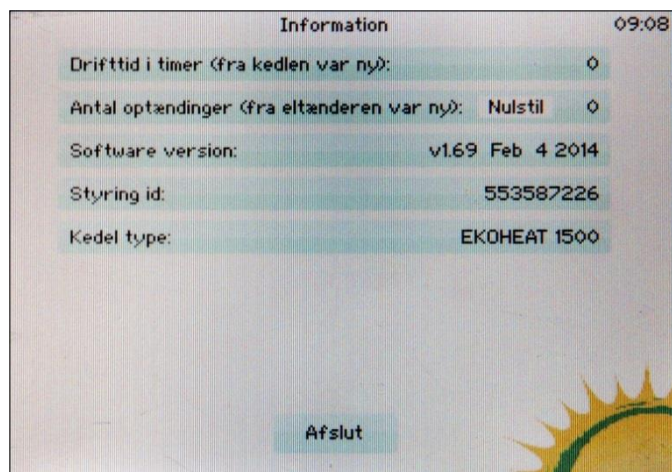 Information 09:08
Drifttid i timer (fra kedlen var ny): 0
Antal optændinger (fra eltænderen var ny): Nulstil 0
Software version: v1.69 Feb 4 2014
Styring id: 553587226
Kedel type: EKOHEAT 1500
Afslut